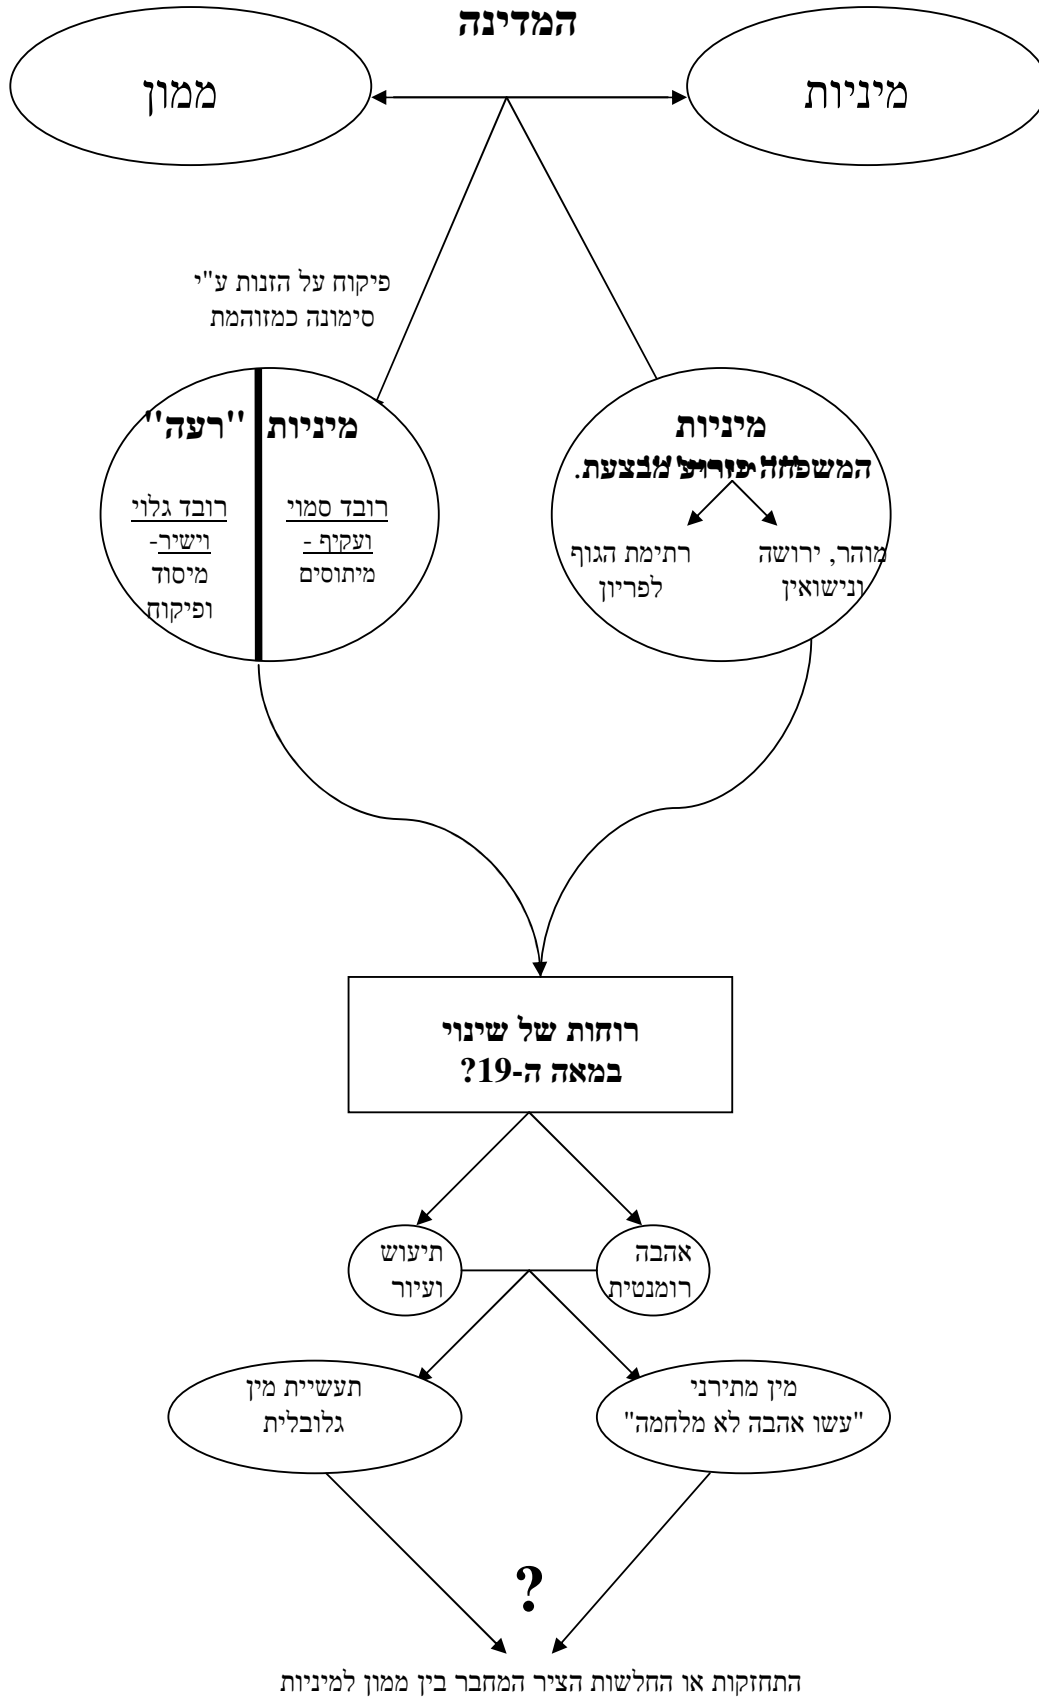 המדינה
מיניות
ממון
פיקוח על הזנות ע"י
סימונה כמזוהמת
מיניות
המשפחה מבצעת.
מוהר, ירושה
ונישואין
רתימת הגוף
לפריון
מיניות "רעה"
רובד סמוי
ועקיף -
מיתוסים
רובד גלוי
וישיר-
מיסוד
ופיקוח
רוחות של שינוי
במאה ה-19?
אהבה
רומנטית
תיעוש
ועיור
מין מתירני
"עשו אהבה לא מלחמה"
תעשיית מין
גלובלית
?
התחזקות או החלשות הציר המחבר בין ממון למיניות